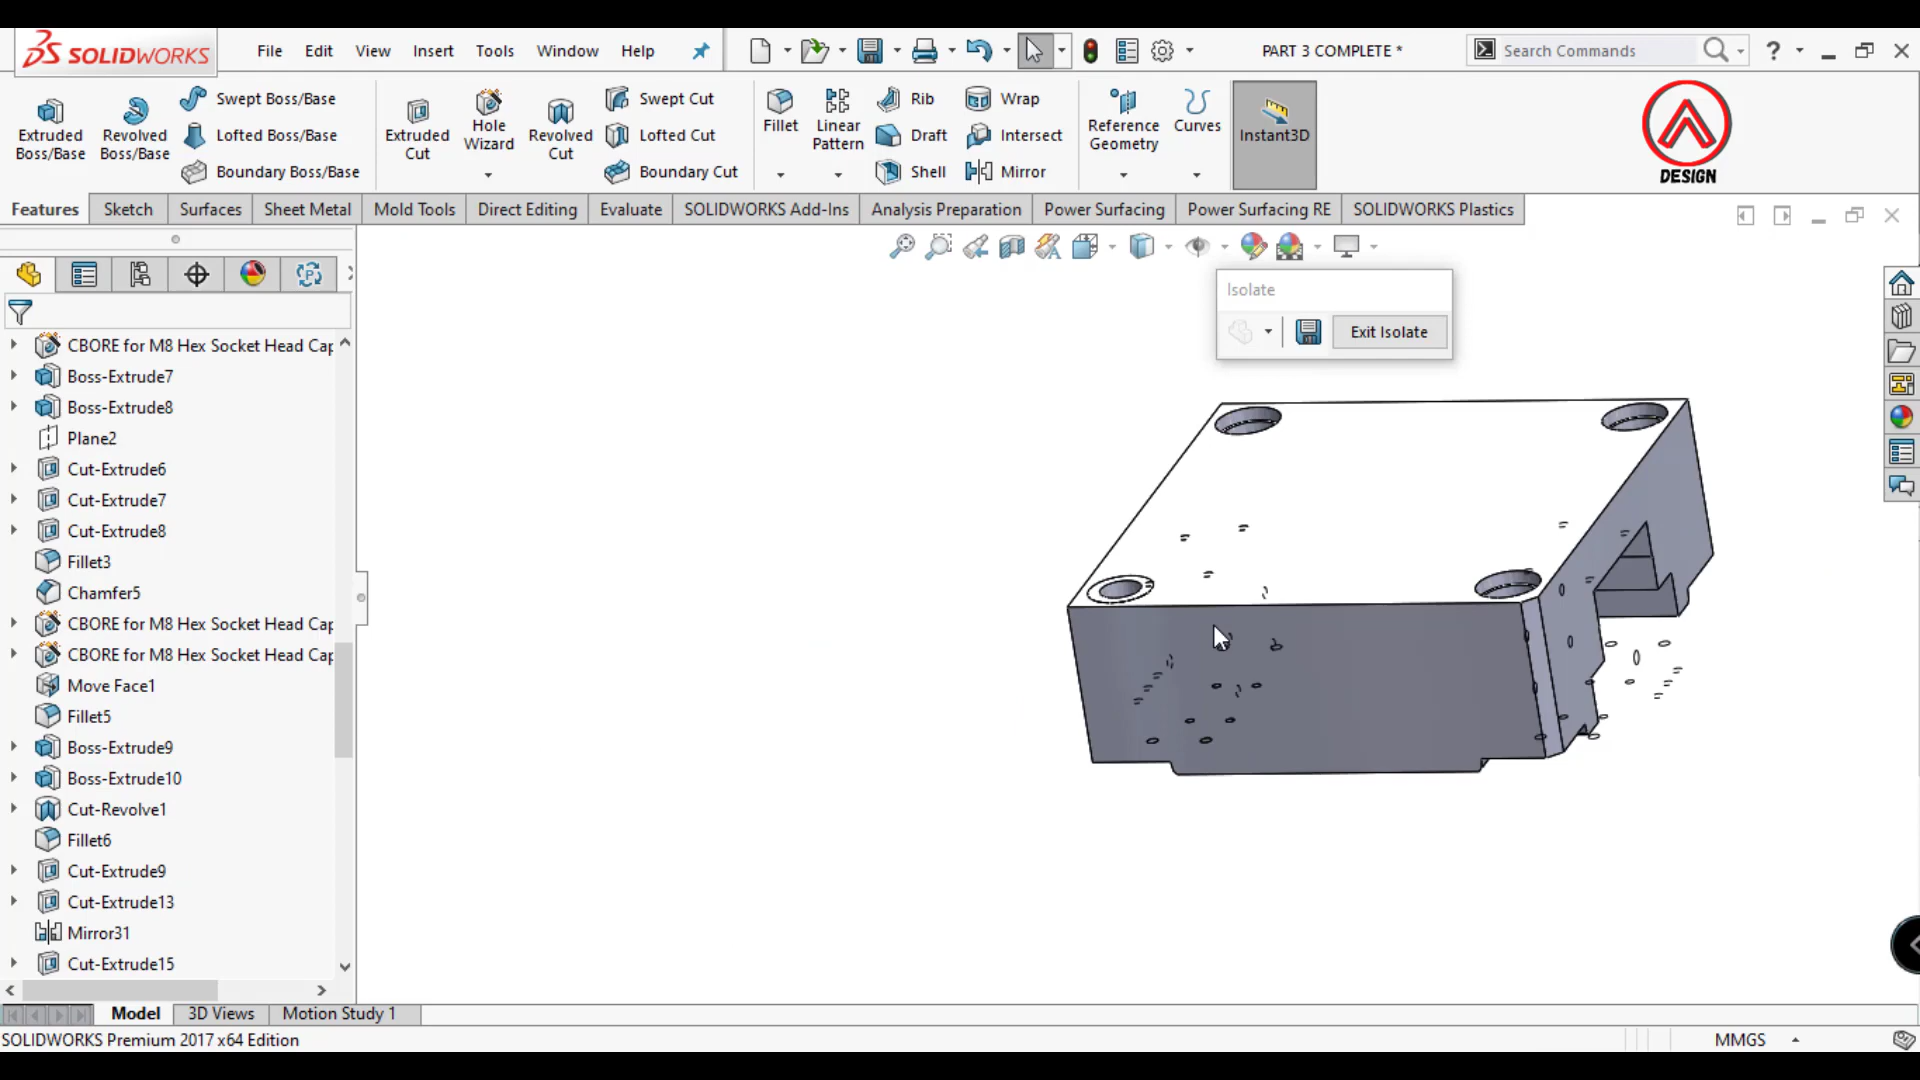 SOLIDWORKS
File Edit View Insert Tools Window Help
PART 3 COMPLETE *
Search Commands
?
Extruded Boss/Base
Revolved Boss/Base
Swept Boss/Base
Lofted Boss/Base
Boundary Boss/Base
Extruded Cut
Hole Wizard
Revolved Cut
Swept Cut
Lofted Cut
Boundary Cut
Fillet
Linear Pattern
Rib
Draft
Shell
Wrap
Intersect
Mirror
Reference Geometry
Curves
Instant3D
DESIGN
Features Sketch Surfaces Sheet Metal Mold Tools Direct Editing Evaluate SOLIDWORKS Add-Ins Analysis Preparation Power Surfacing Power Surfacing RE SOLIDWORKS Plastics
Isolate
Exit Isolate
CBORE for M8 Hex Socket Head Cap
Boss-Extrude7
Boss-Extrude8
Plane2
Cut-Extrude6
Cut-Extrude7
Cut-Extrude8
Fillet3
Chamfer5
CBORE for M8 Hex Socket Head Cap
CBORE for M8 Hex Socket Head Cap
Move Face1
Fillet5
Boss-Extrude9
Boss-Extrude10
Cut-Revolve1
Fillet6
Cut-Extrude9
Cut-Extrude13
Mirror31
Cut-Extrude15
Model 3D Views Motion Study 1
SOLIDWORKS Premium 2017 x64 Edition
MMGS